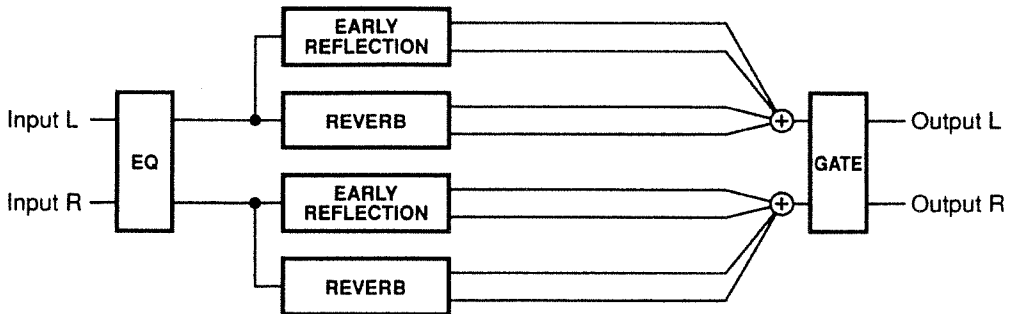 EARLY
REFLECTION
Input L
REVERB
Output L
EQ
GATE
Input R
EARLY
REFLECTION
Output R
REVERB